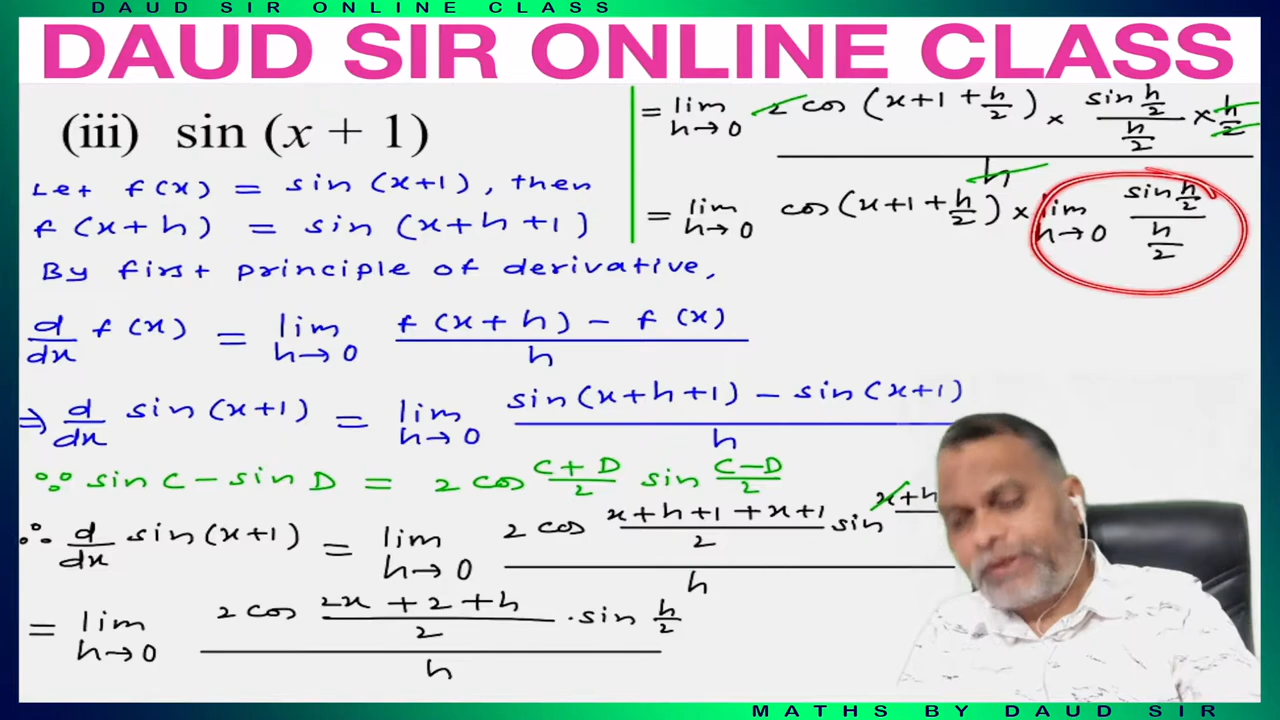 DAUD SIR ONLINE CLASS
DAUD SIR ONLINE CLASS
(iii) sin (x + 1)
Let f(x) = sin(x+1), then
f(x+h) = sin(x+h+1)
By first principle of derivative,
d/dx f(x) = lim h→0 (f(x+h) − f(x))/h
⇒ d/dx sin(x+1) = lim h→0 (sin(x+h+1) − sin(x+1))/h
∵ sin C − sin D = 2 cos (C+D)/2 sin (C−D)/2
∴ d/dx sin(x+1) = lim h→0 (2 cos (x+h+1+x+1)/2 sin x+h)/h
= lim h→0 (2 cos (2x+2+h)/2 . sin h/2)/h
= lim h→0 (2 cos (x+1+h/2) × (sin h/2)/(h/2) × h/2)/h
= lim h→0 cos(x+1+h/2) × lim h→0 (sin h/2)/(h/2)
MATHS BY DAUD SIR